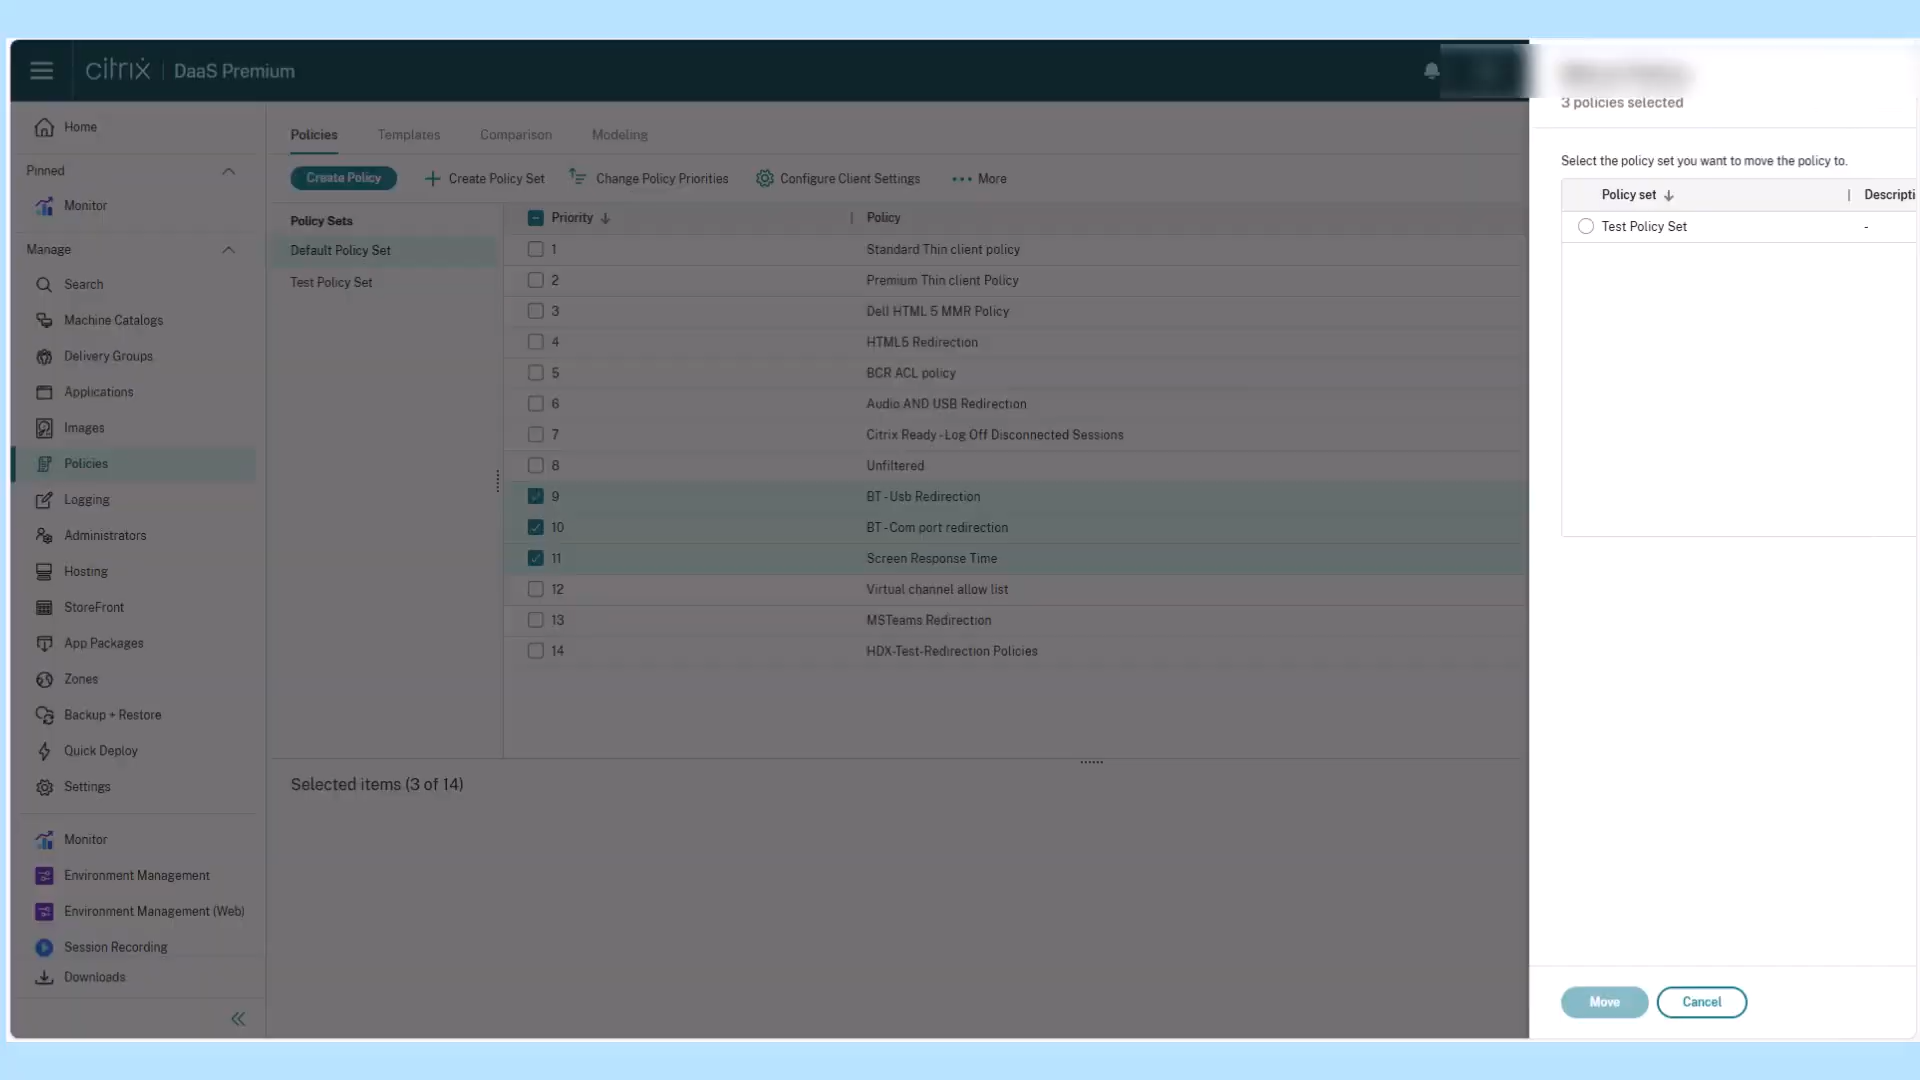 citrix | DaaS Premium
3 policies selected
Home
Pinned
Monitor
Manage
Search
Machine Catalogs
Delivery Groups
Applications
Images
Policies
Logging
Administrators
Hosting
StoreFront
App Packages
Zones
Backup + Restore
Quick Deploy
Settings
Monitor
Environment Management
Environment Management (Web)
Session Recording
Downloads
Policies Templates Comparison Modeling
Create Policy Create Policy Set Change Policy Priorities Configure Client Settings More
Policy Sets
Default Policy Set
Test Policy Set
Priority Policy
1 Standard Thin client policy
2 Premium Thin client Policy
3 Dell HTML 5 MMR Policy
4 HTML5 Redirection
5 BCR ACL policy
6 Audio AND USB Redirection
7 Citrix Ready - Log Off Disconnected Sessions
8 Unfiltered
9 BT - Usb Redirection
10 BT - Com port redirection
11 Screen Response Time
12 Virtual channel allow list
13 MSTeams Redirection
14 HDX-Test-Redirection Policies
Selected items (3 of 14)
Select the policy set you want to move the policy to.
Policy set Descripti
Test Policy Set -
Move Cancel